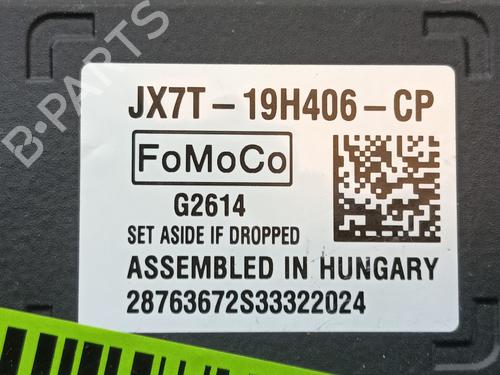 JX7T-19H406-CP
FoMoCo
G2614
SET ASIDE IF DROPPED
ASSEMBLED IN HUNGARY
28763672S33322024
B-PARTS